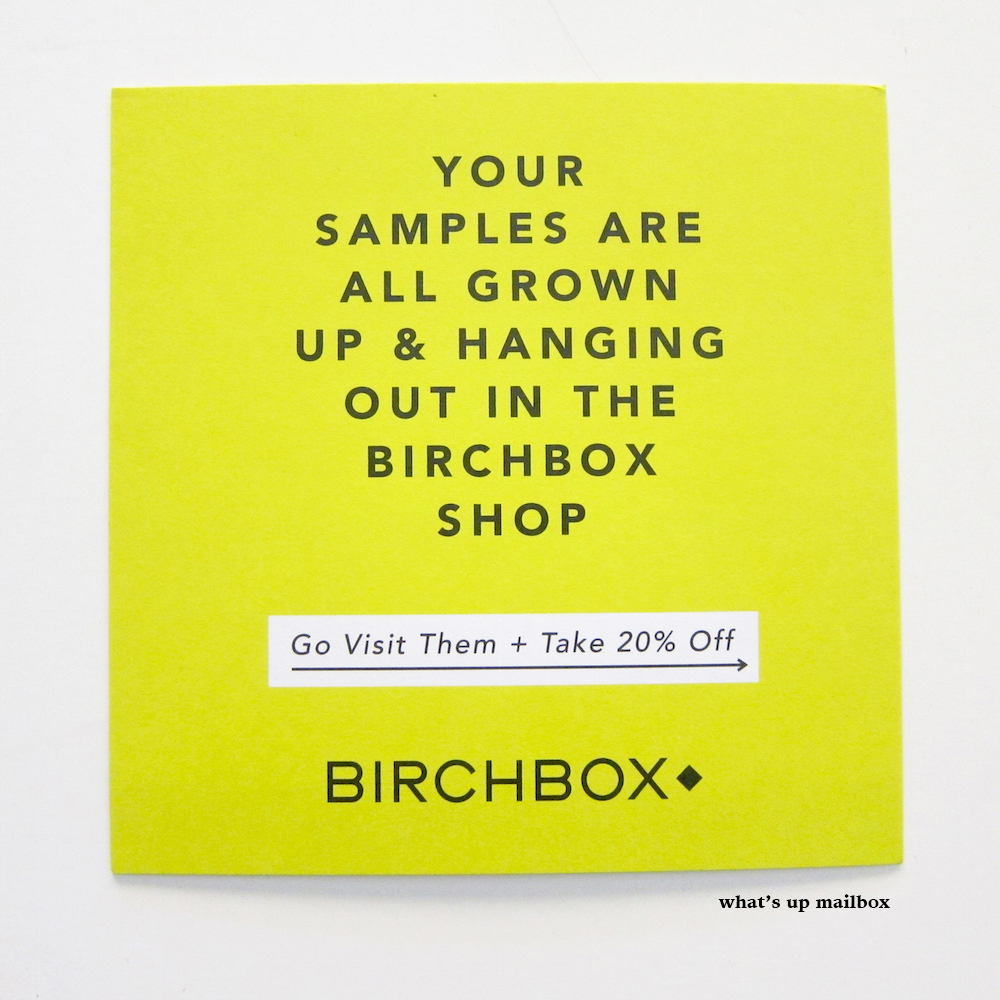 YOUR
SAMPLES ARE
ALL GROWN
UP & HANGING
OUT IN THE
BIRCHBOX
SHOP
Go Visit Them + Take 20% Off
BIRCHBOX◆
what's up mailbox